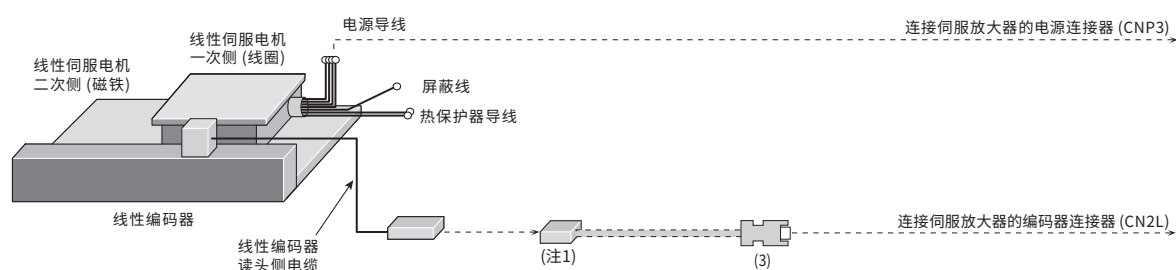 电源导线
连接伺服放大器的电源连接器 (CNP3)
线性伺服电机
一次侧 (线圈)
线性伺服电机
二次侧 (磁铁)
屏蔽线
热保护器导线
线性编码器
线性编码器
读头侧电缆
(注1)
(3)
连接伺服放大器的编码器连接器 (CN2L)